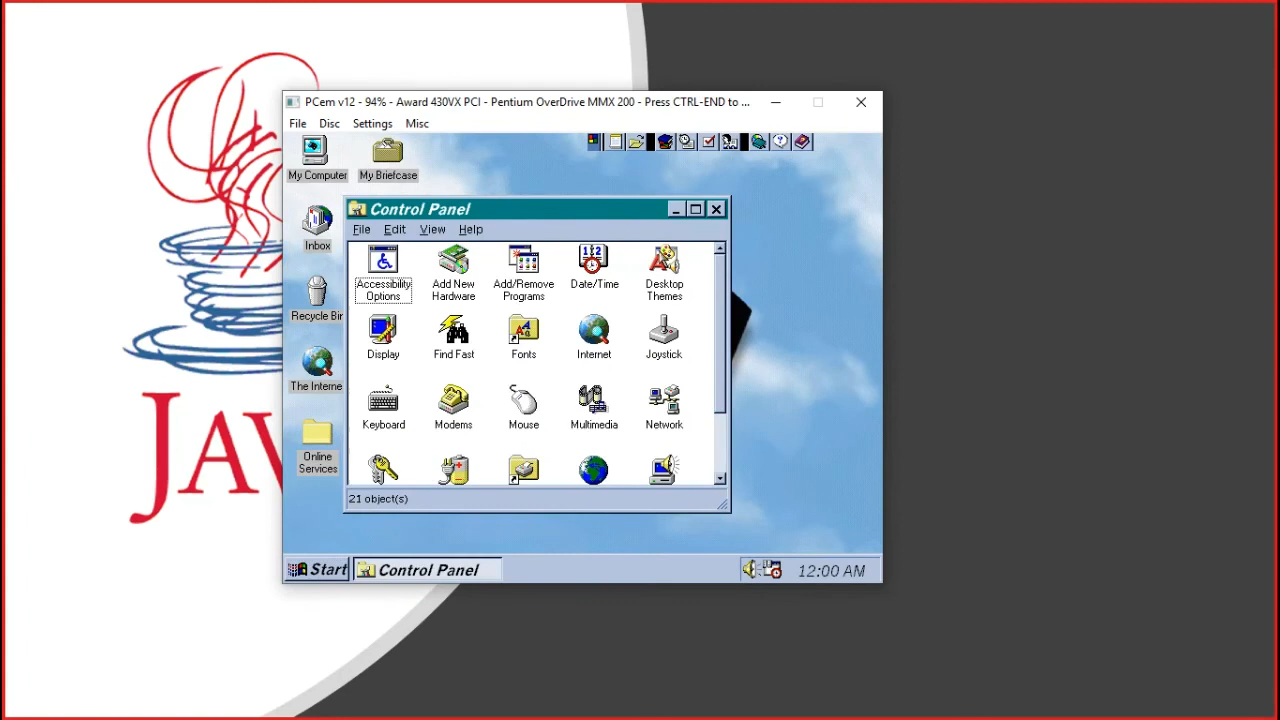 PCem v12 - 94% - Award 430VX PCI - Pentium OverDrive MMX 200 - Press CTRL-END to ...
File Disc Settings Misc
My Computer
My Briefcase
Inbox
Recycle Bin
The Interne
Online
Services
Control Panel
File Edit View Help
Accessibility
Options
Add New
Hardware
Add/Remove
Programs
Date/Time
Desktop
Themes
Display
Find Fast
Fonts
Internet
Joystick
Keyboard
Modems
Mouse
Multimedia
Network
21 object(s)
Start
Control Panel
12:00 AM
JAV